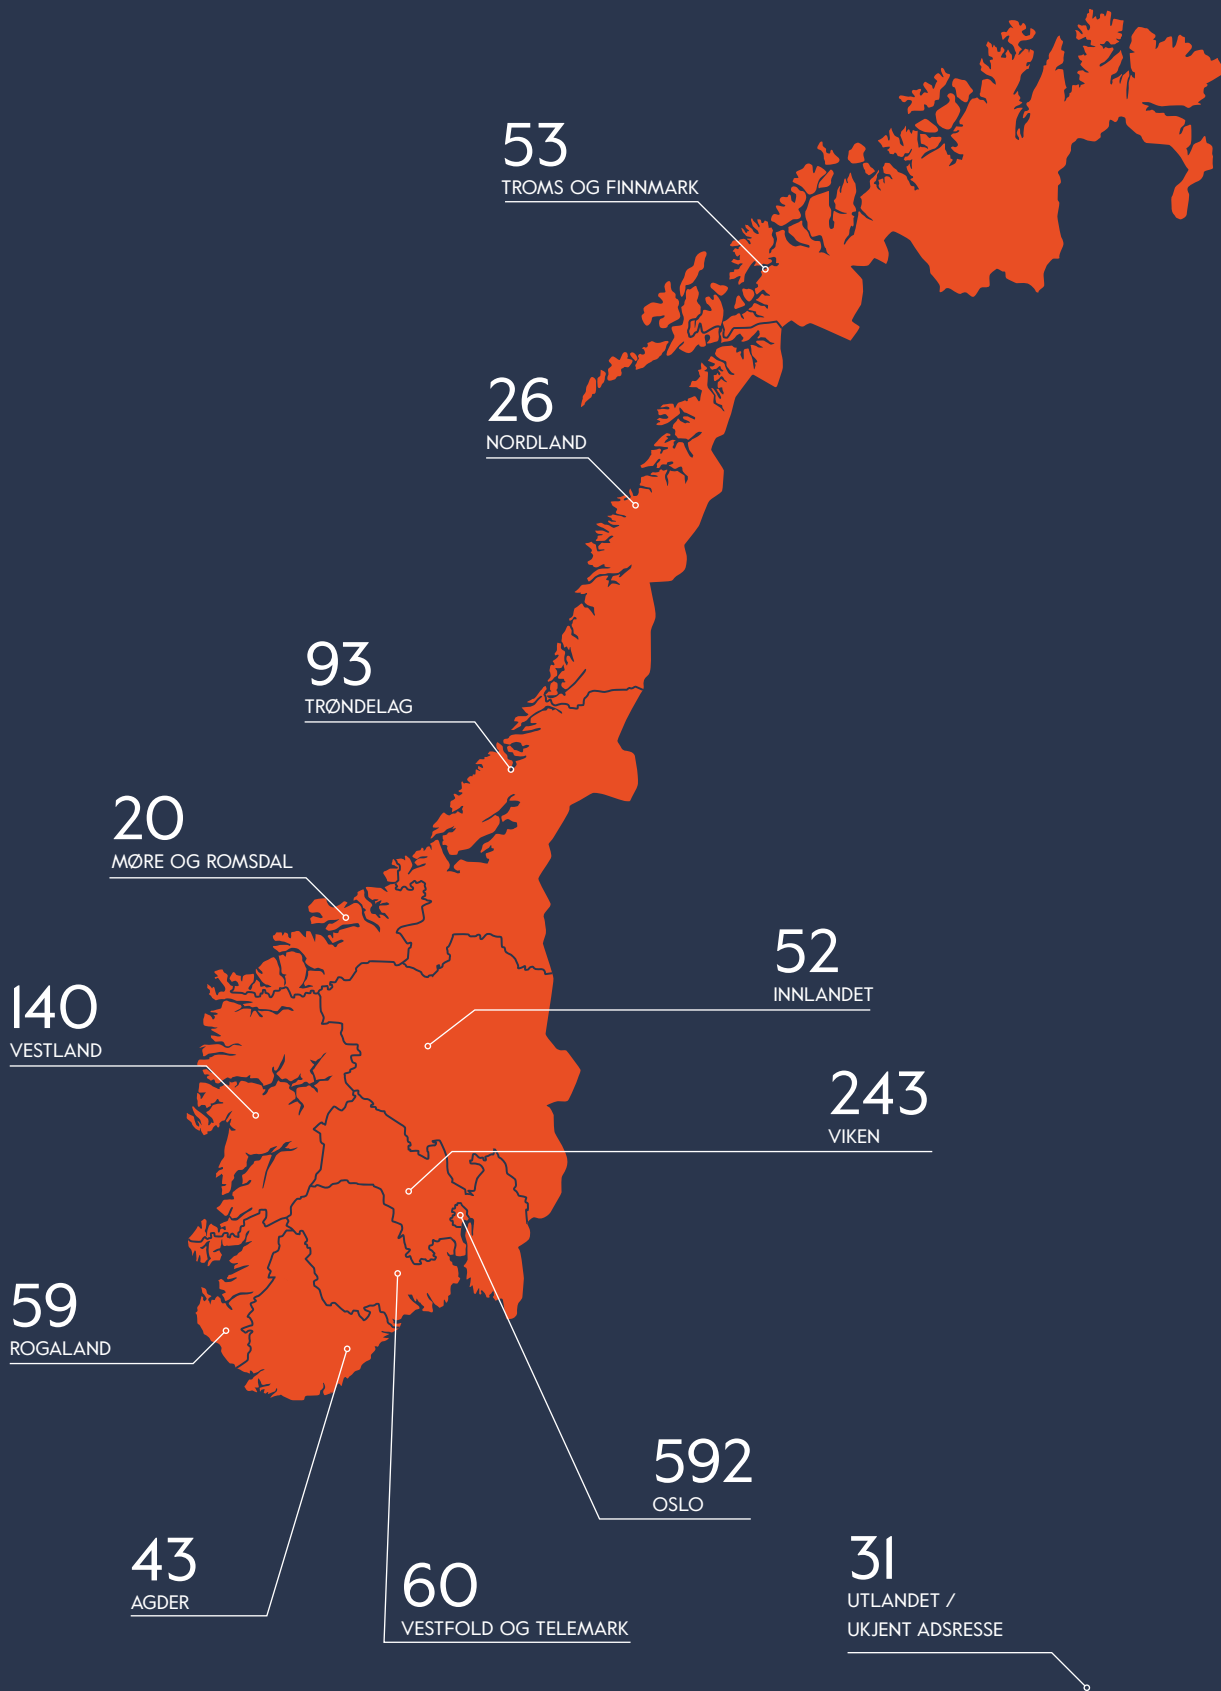 53
TROMS OG FINNMARK
26
NORDLAND
93
TRØNDELAG
20
MØRE OG ROMSDAL
52
INNLANDET
140
VESTLAND
243
VIKEN
59
ROGALAND
592
OSLO
43
AGDER
60
VESTFOLD OG TELEMARK
31
UTLANDET /
UKJENT ADSRESSE